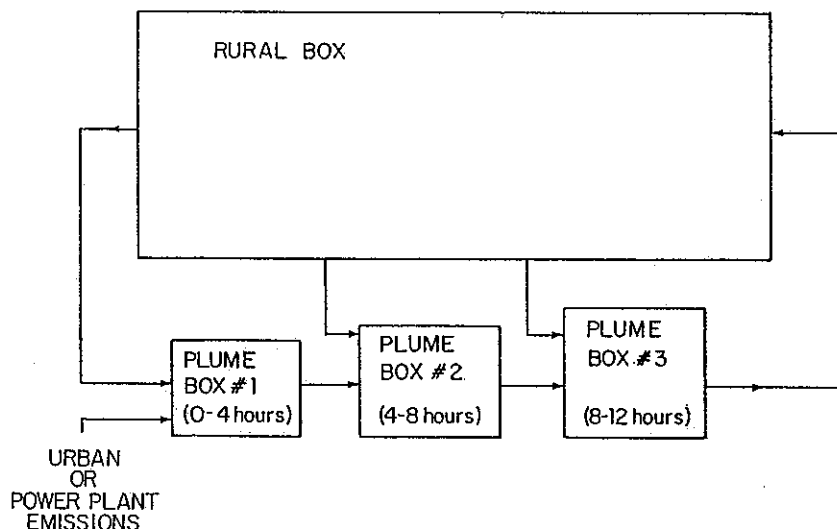 RURAL BOX
PLUME
BOX #1
(0-4 hours)
PLUME
BOX #2
(4-8 hours)
PLUME
BOX #3
(8-12 hours)
URBAN
OR
POWER PLANT
EMISSIONS